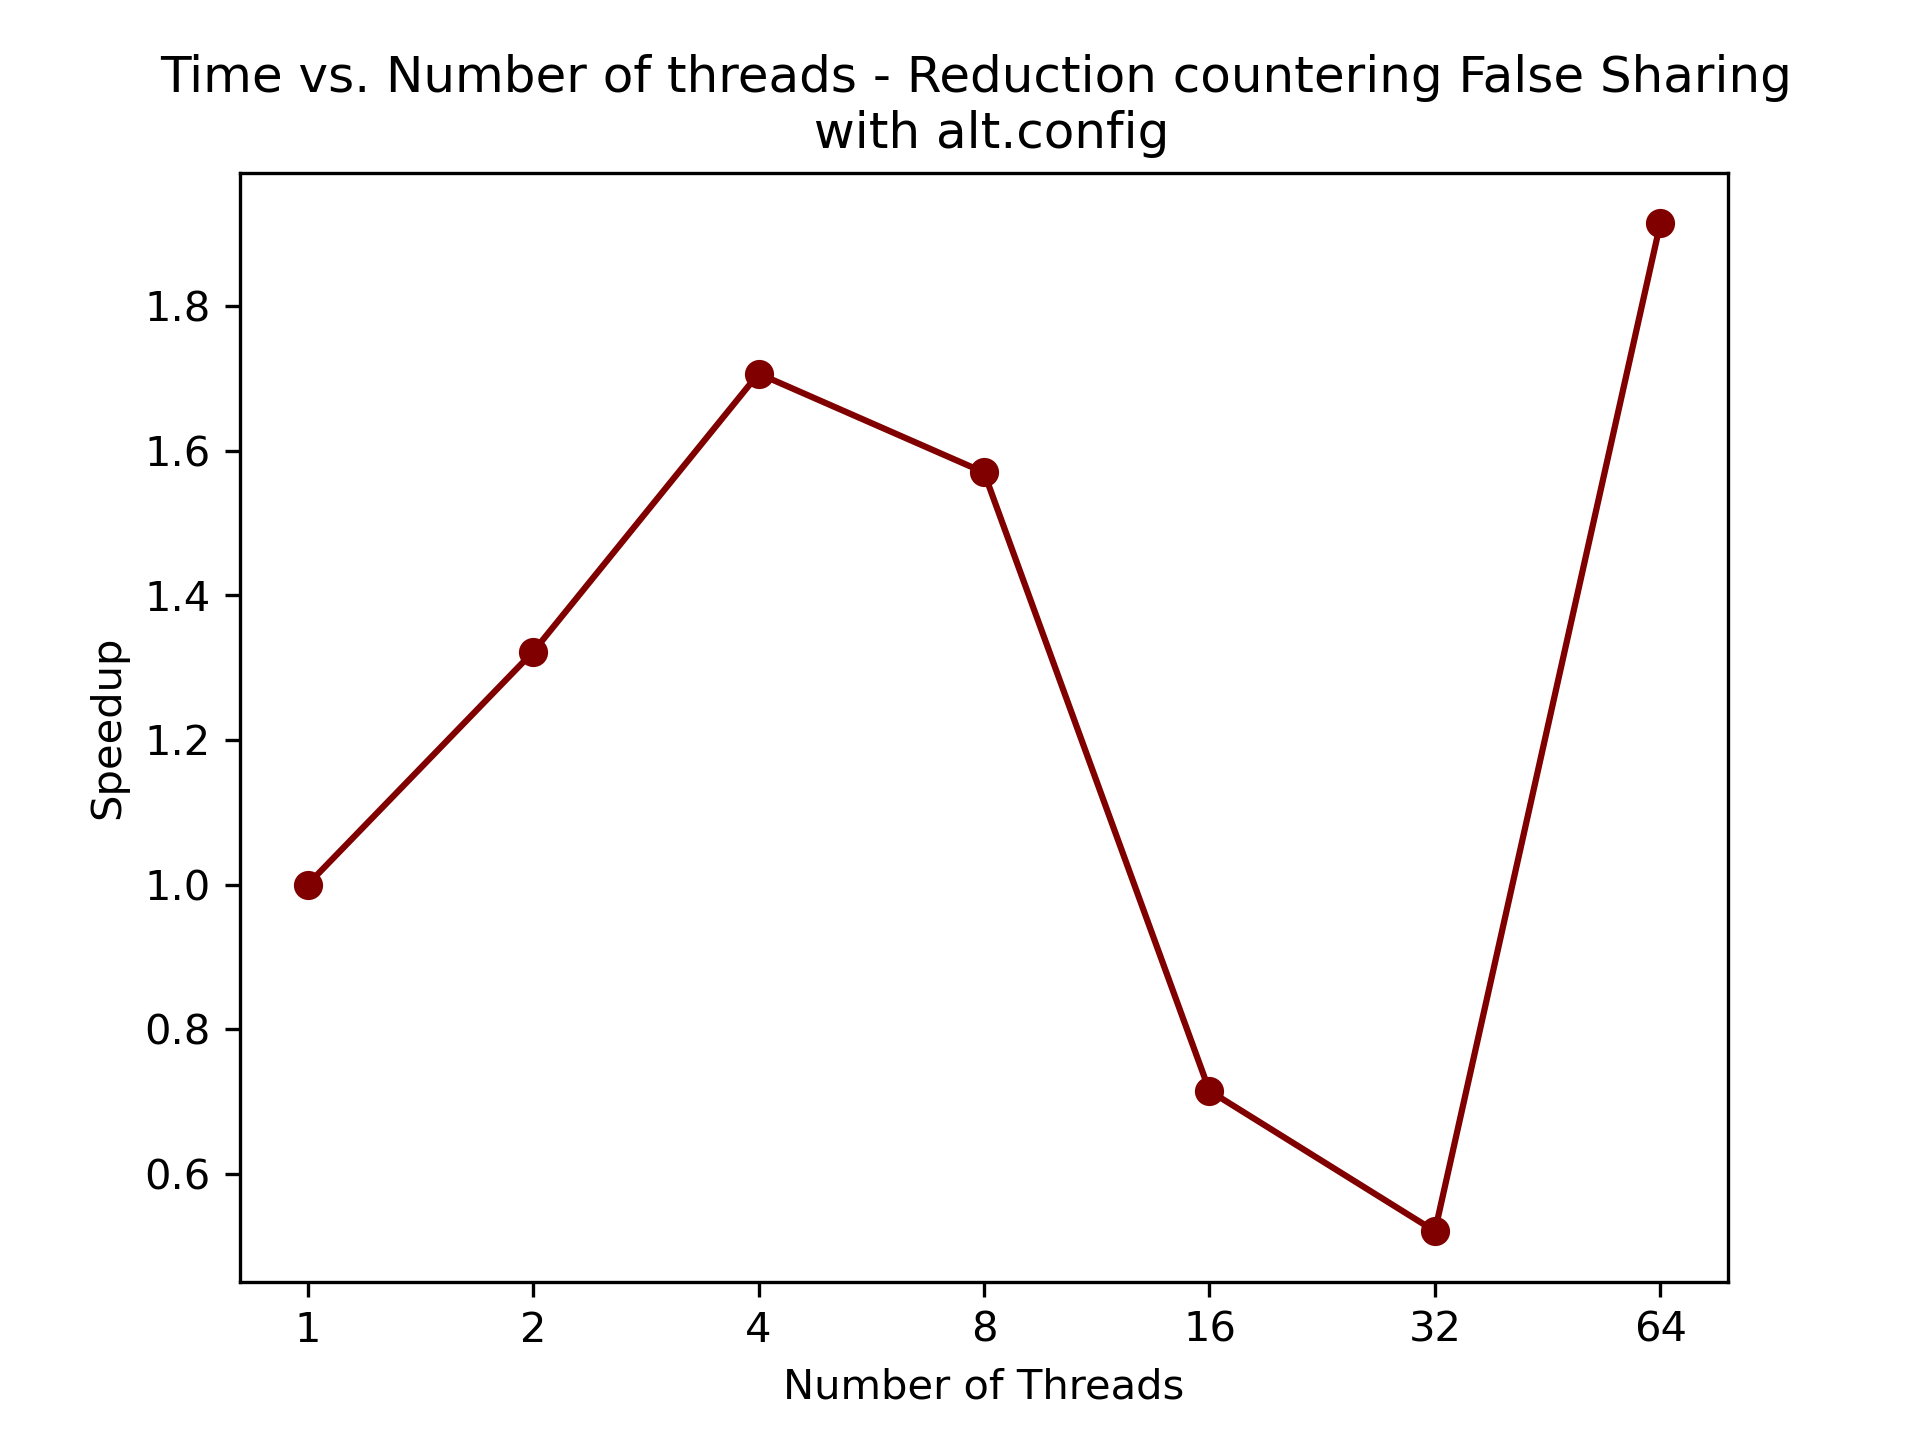 Time vs. Number of threads - Reduction countering False Sharing
with alt.config
1.8
1.6
1.4
1.2
1.0
0.8
0.6
Speedup
1 2 4 8 16 32 64
Number of Threads